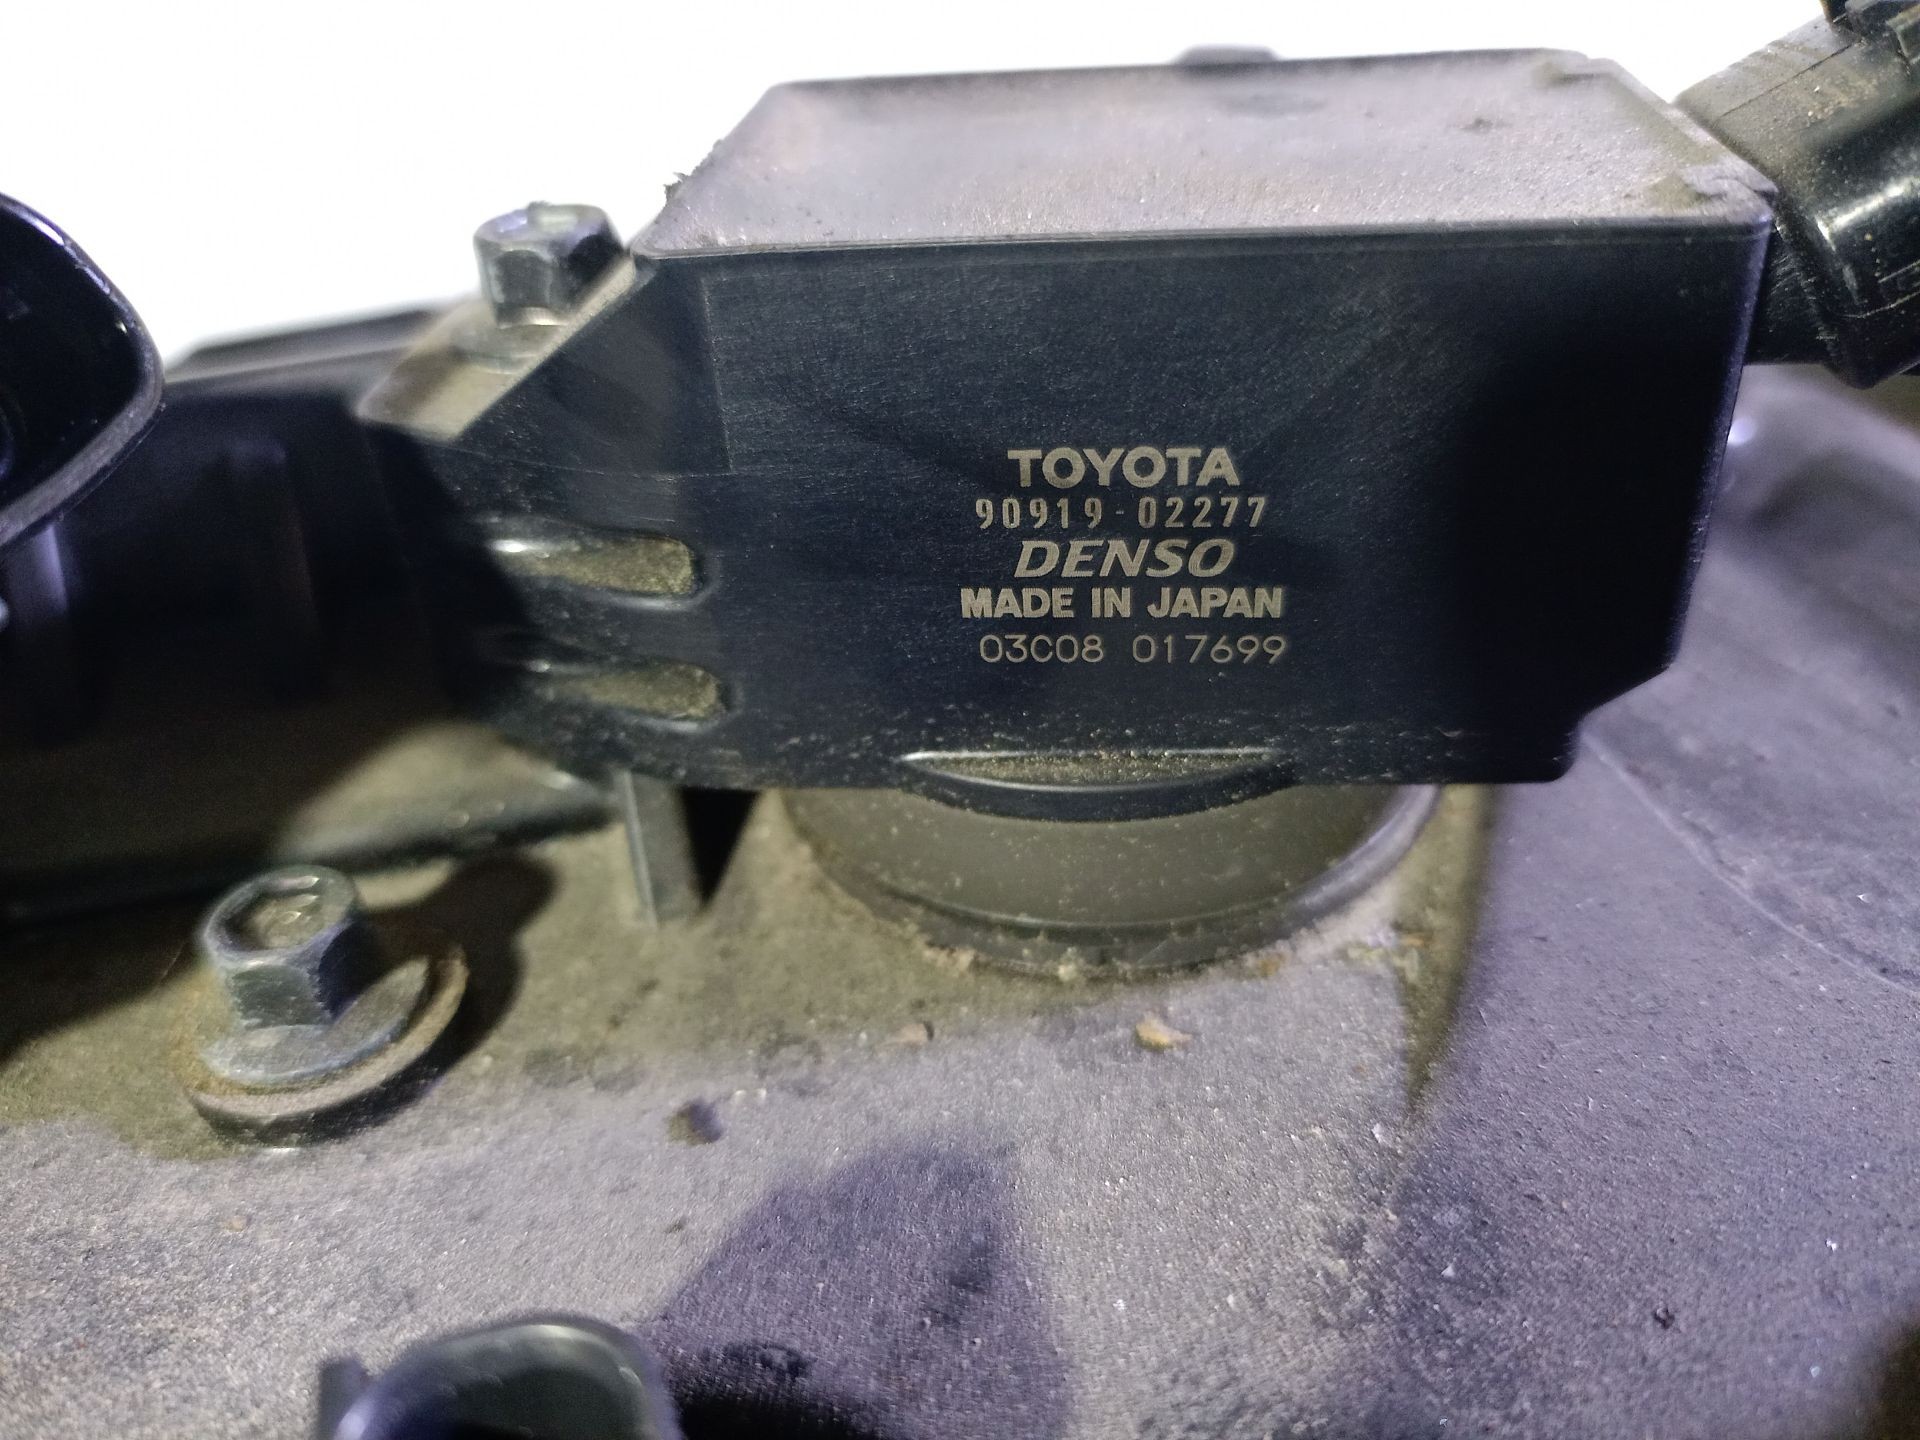 TOYOTA
90919-02277
DENSO
MADE IN JAPAN
03C08 017699